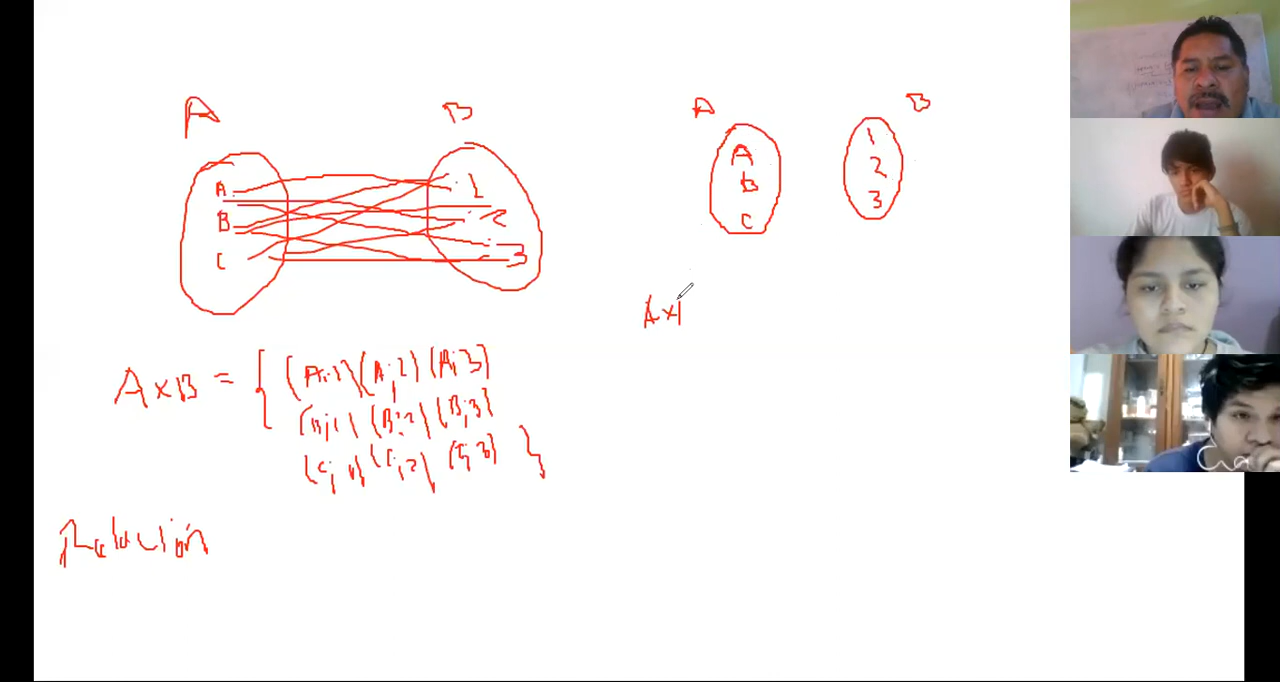 A B
A 1
B 2
C 3
A×B = { (A;1) (A;2) (A;3)
(B;1) (B;2) (B;3)
(C;1) (C;2) (C;3) }
Relación
A B
A 1
B 2
C 3
A×